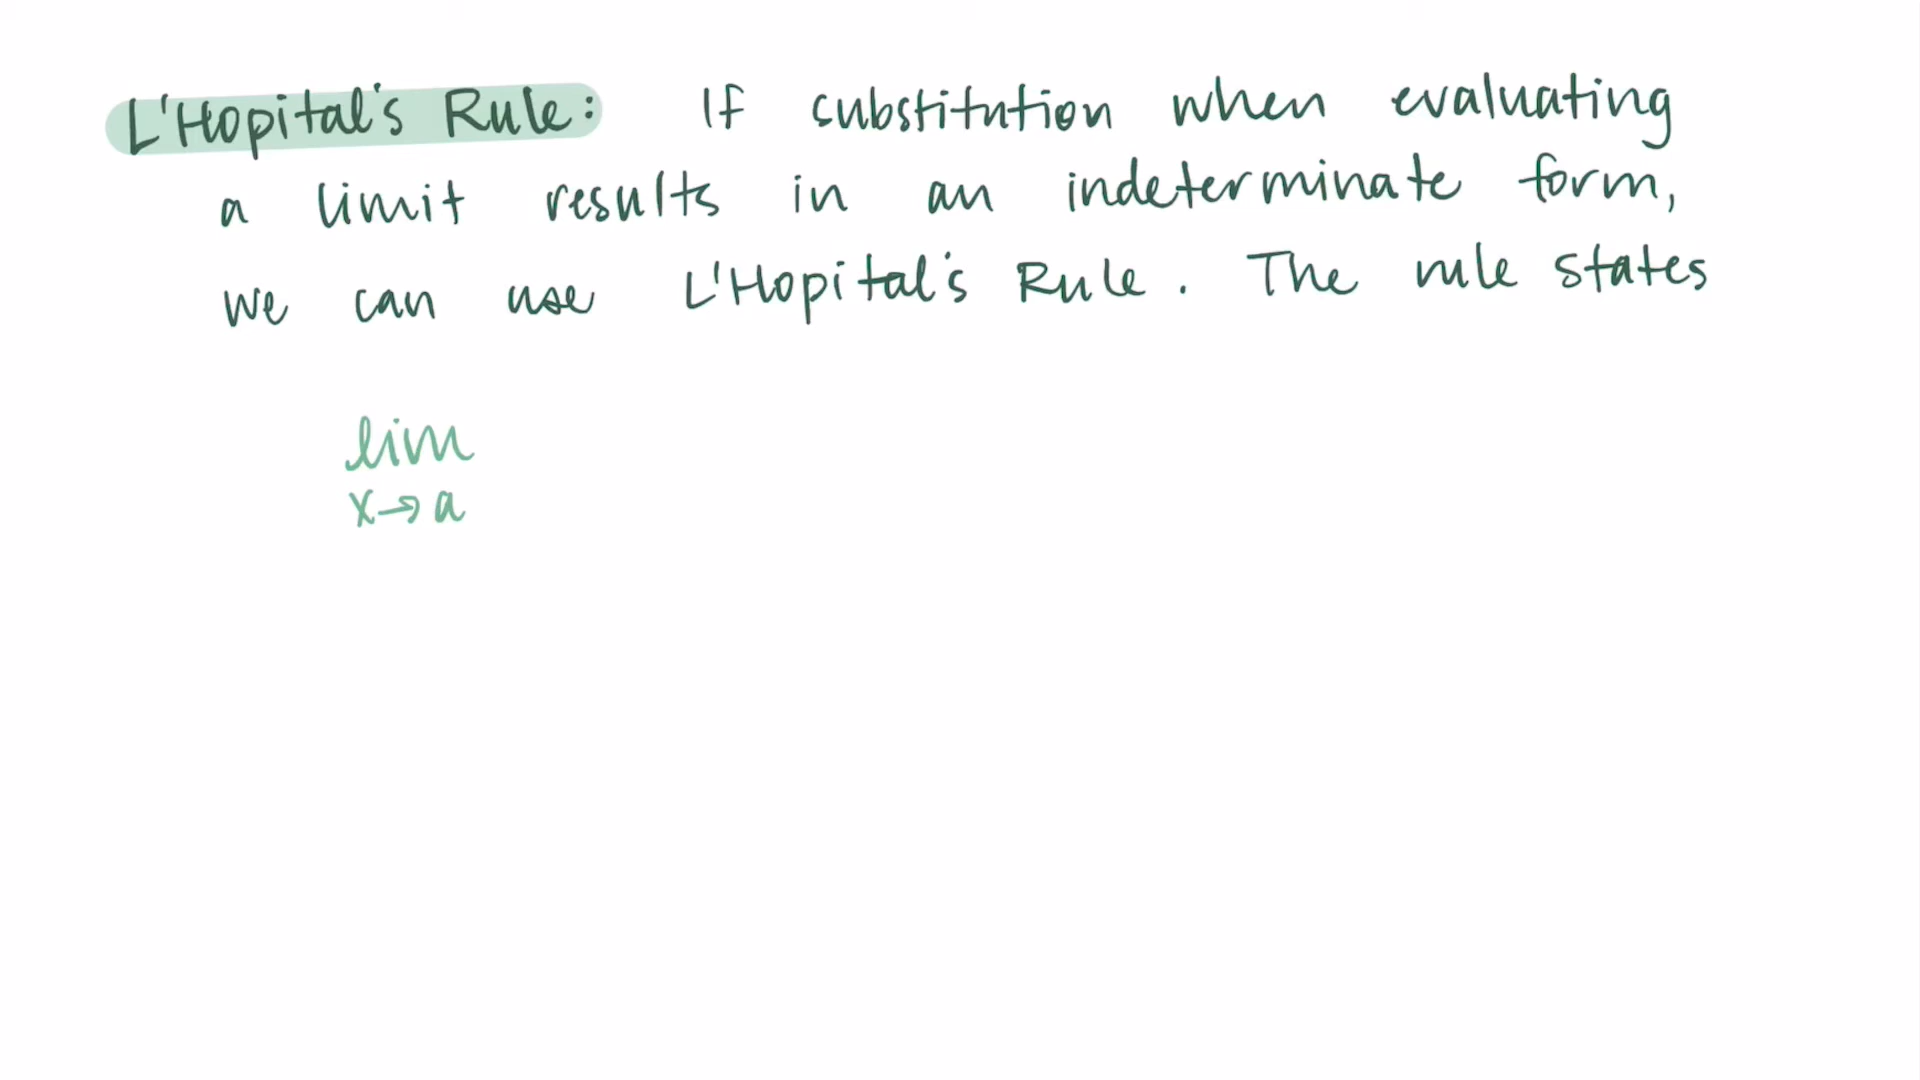 L'Hopital's Rule: If substitution when evaluating
a limit results in an indeterminate form,
we can use L'Hopital's Rule. The rule states
lim
x→a